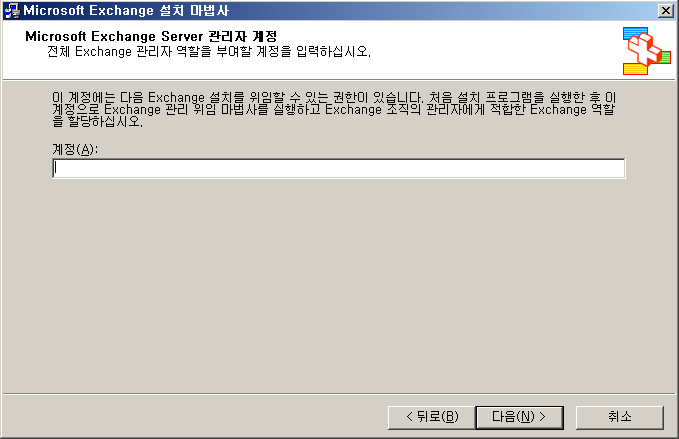 Microsoft Exchange 설치 마법사
Microsoft Exchange Server 관리자 계정
전체 Exchange 관리자 역할을 부여할 계정을 입력하십시오.
이 계정에는 다음 Exchange 설치를 위임할 수 있는 권한이 있습니다. 처음 설치 프로그램을 실행한 후 이
계정으로 Exchange 관리 위임 마법사를 실행하고 Exchange 조직의 관리자에게 적합한 Exchange 역할
을 할당하십시오.
계정(A):
< 뒤로(B) 다음(N) > 취소